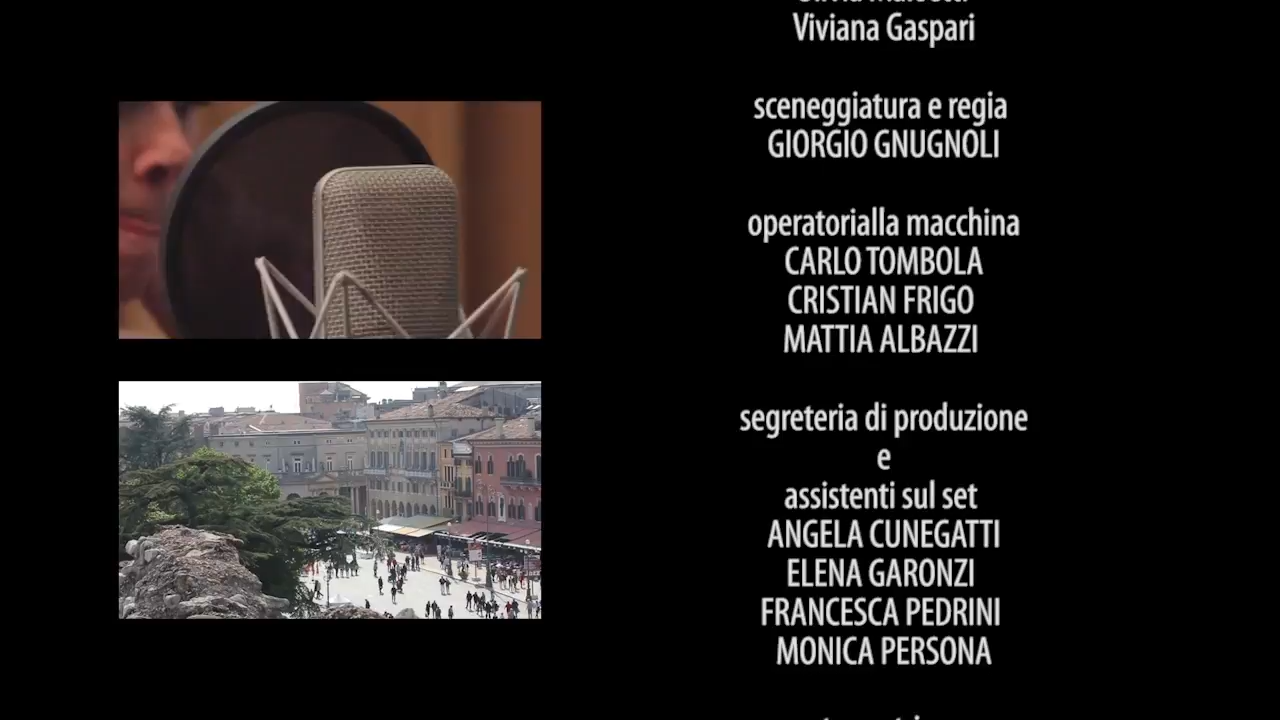 Viviana Gaspari
sceneggiatura e regia
GIORGIO GNUGNOLI
operatorialla macchina
CARLO TOMBOLA
CRISTIAN FRIGO
MATTIA ALBAZZI
segreteria di produzione
e
assistenti sul set
ANGELA CUNEGATTI
ELENA GARONZI
FRANCESCA PEDRINI
MONICA PERSONA